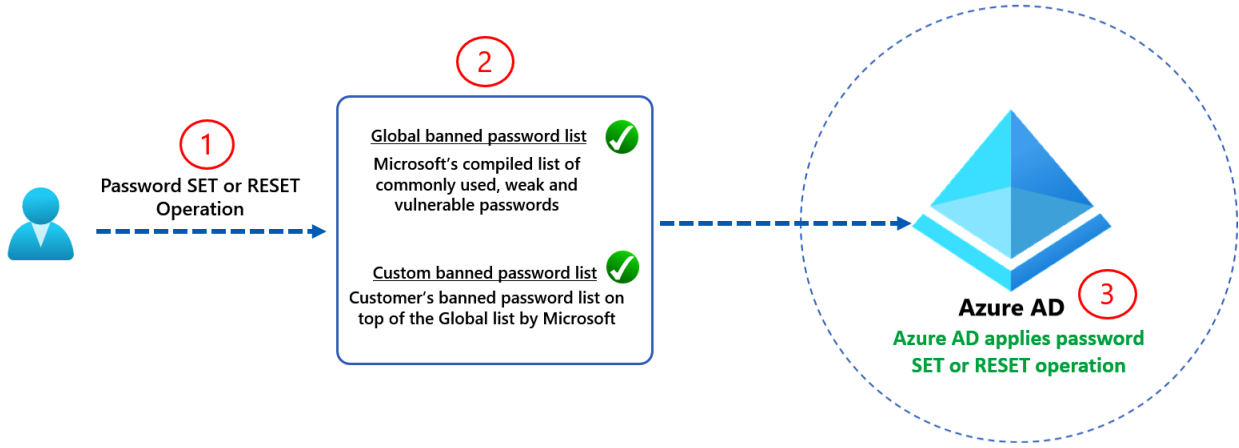 1
Password SET or RESET
Operation
2
Global banned password list
Microsoft's compiled list of
commonly used, weak and
vulnerable passwords
Custom banned password list
Customer's banned password list on
top of the Global list by Microsoft
Azure AD
3
Azure AD applies password
SET or RESET operation